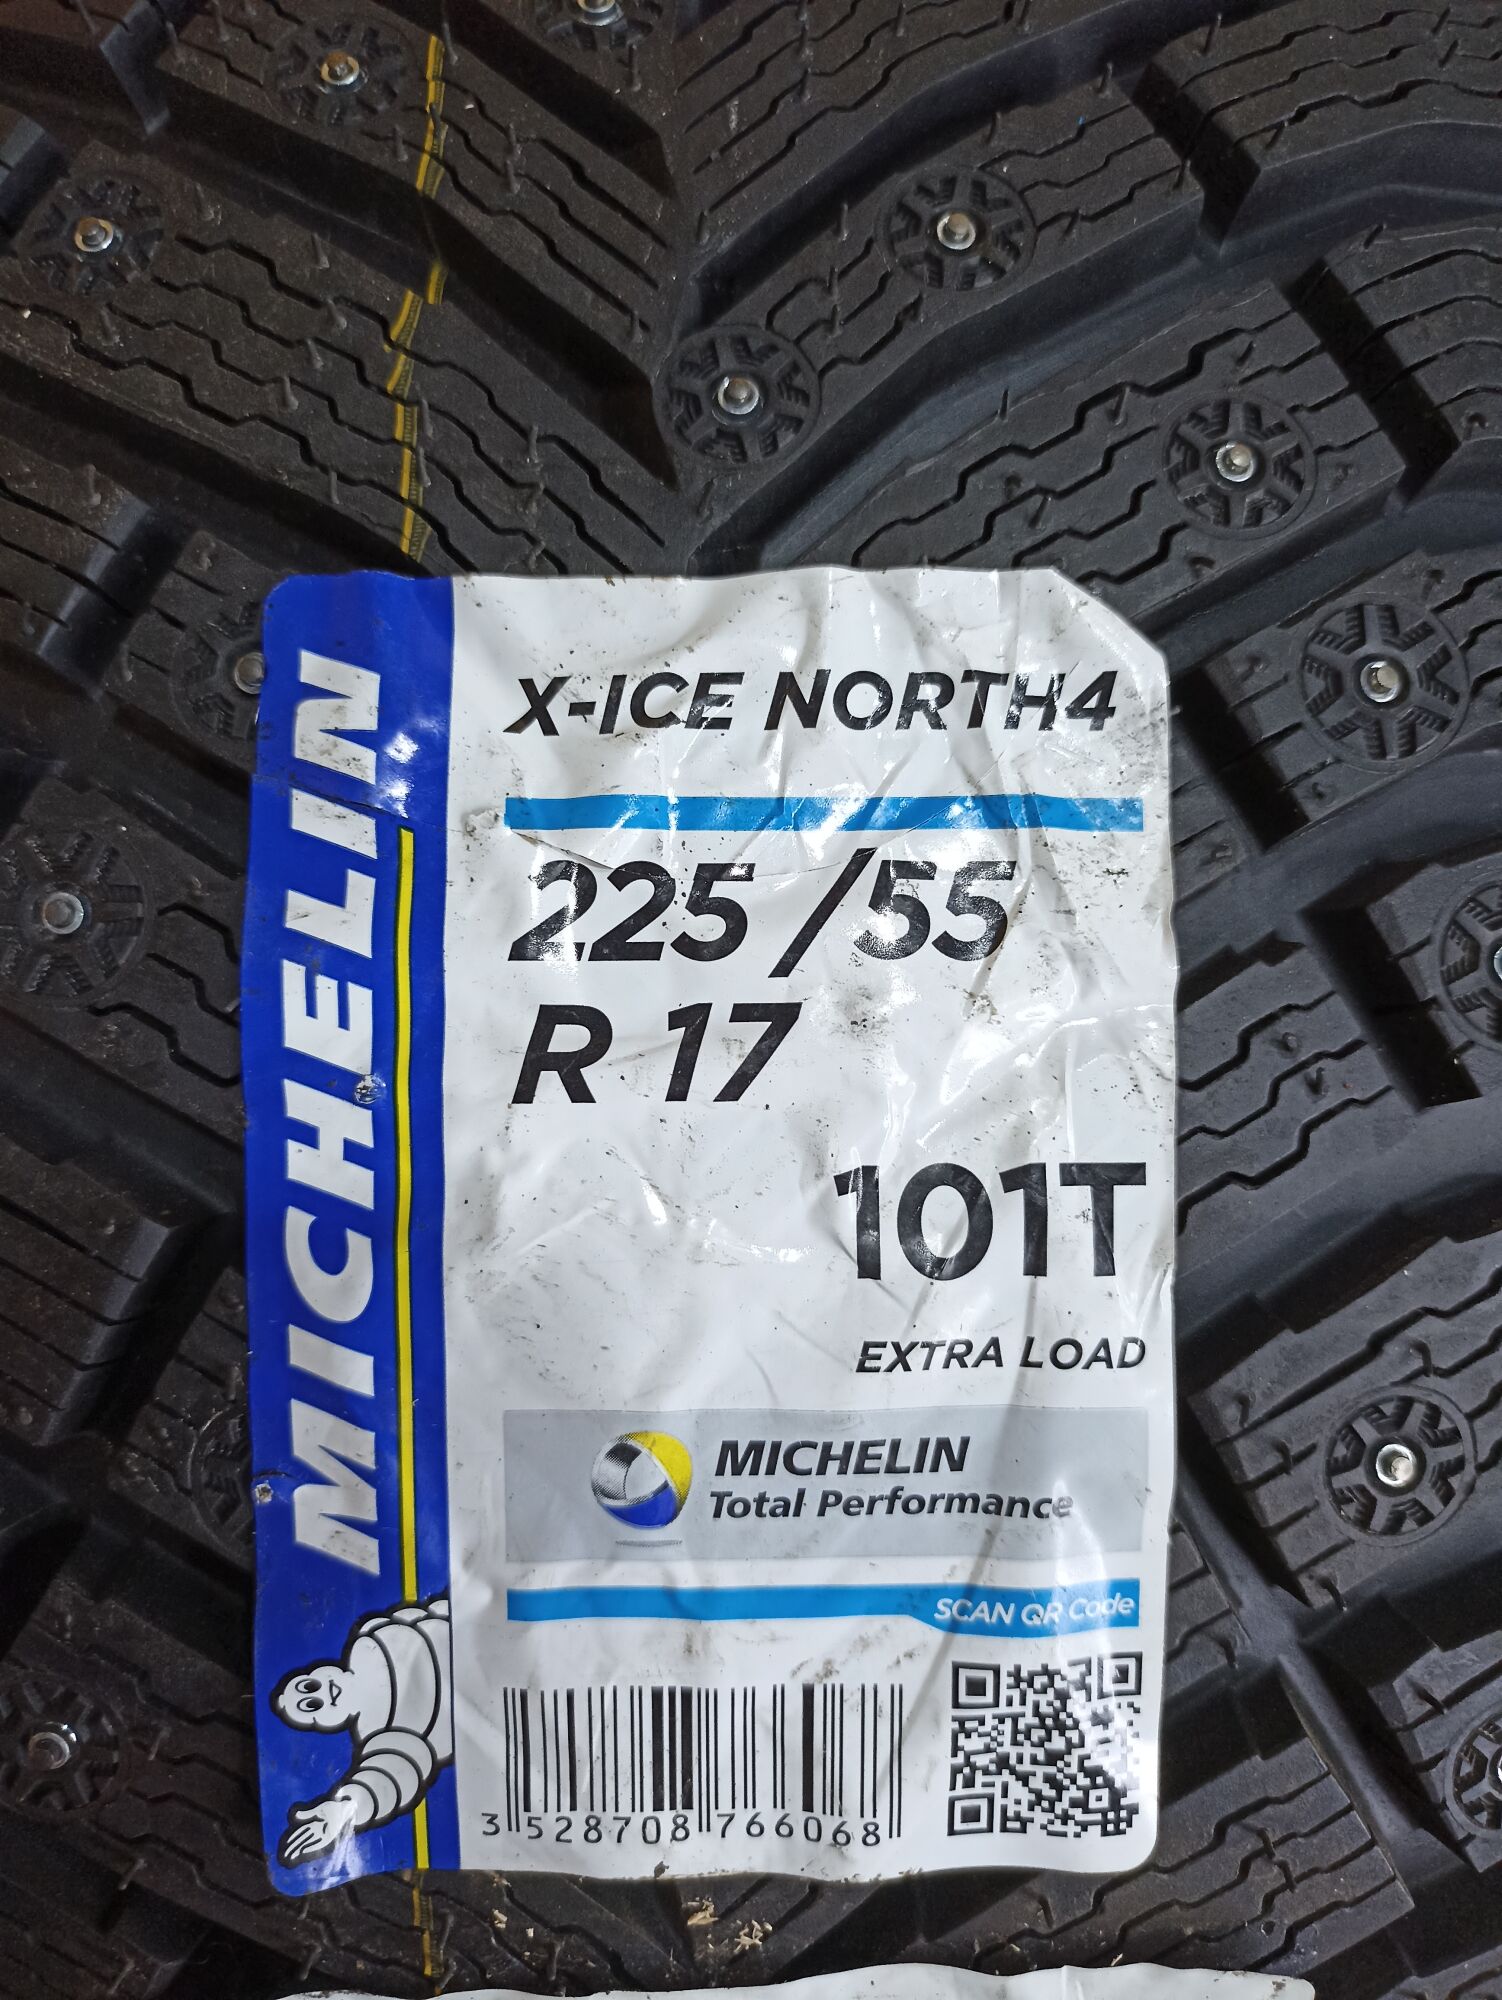 MICHELIN
X-ICE NORTH4
225/55
R 17
101T
EXTRA LOAD
MICHELIN
Total Performance
SCAN QR Code
3 528708 766068